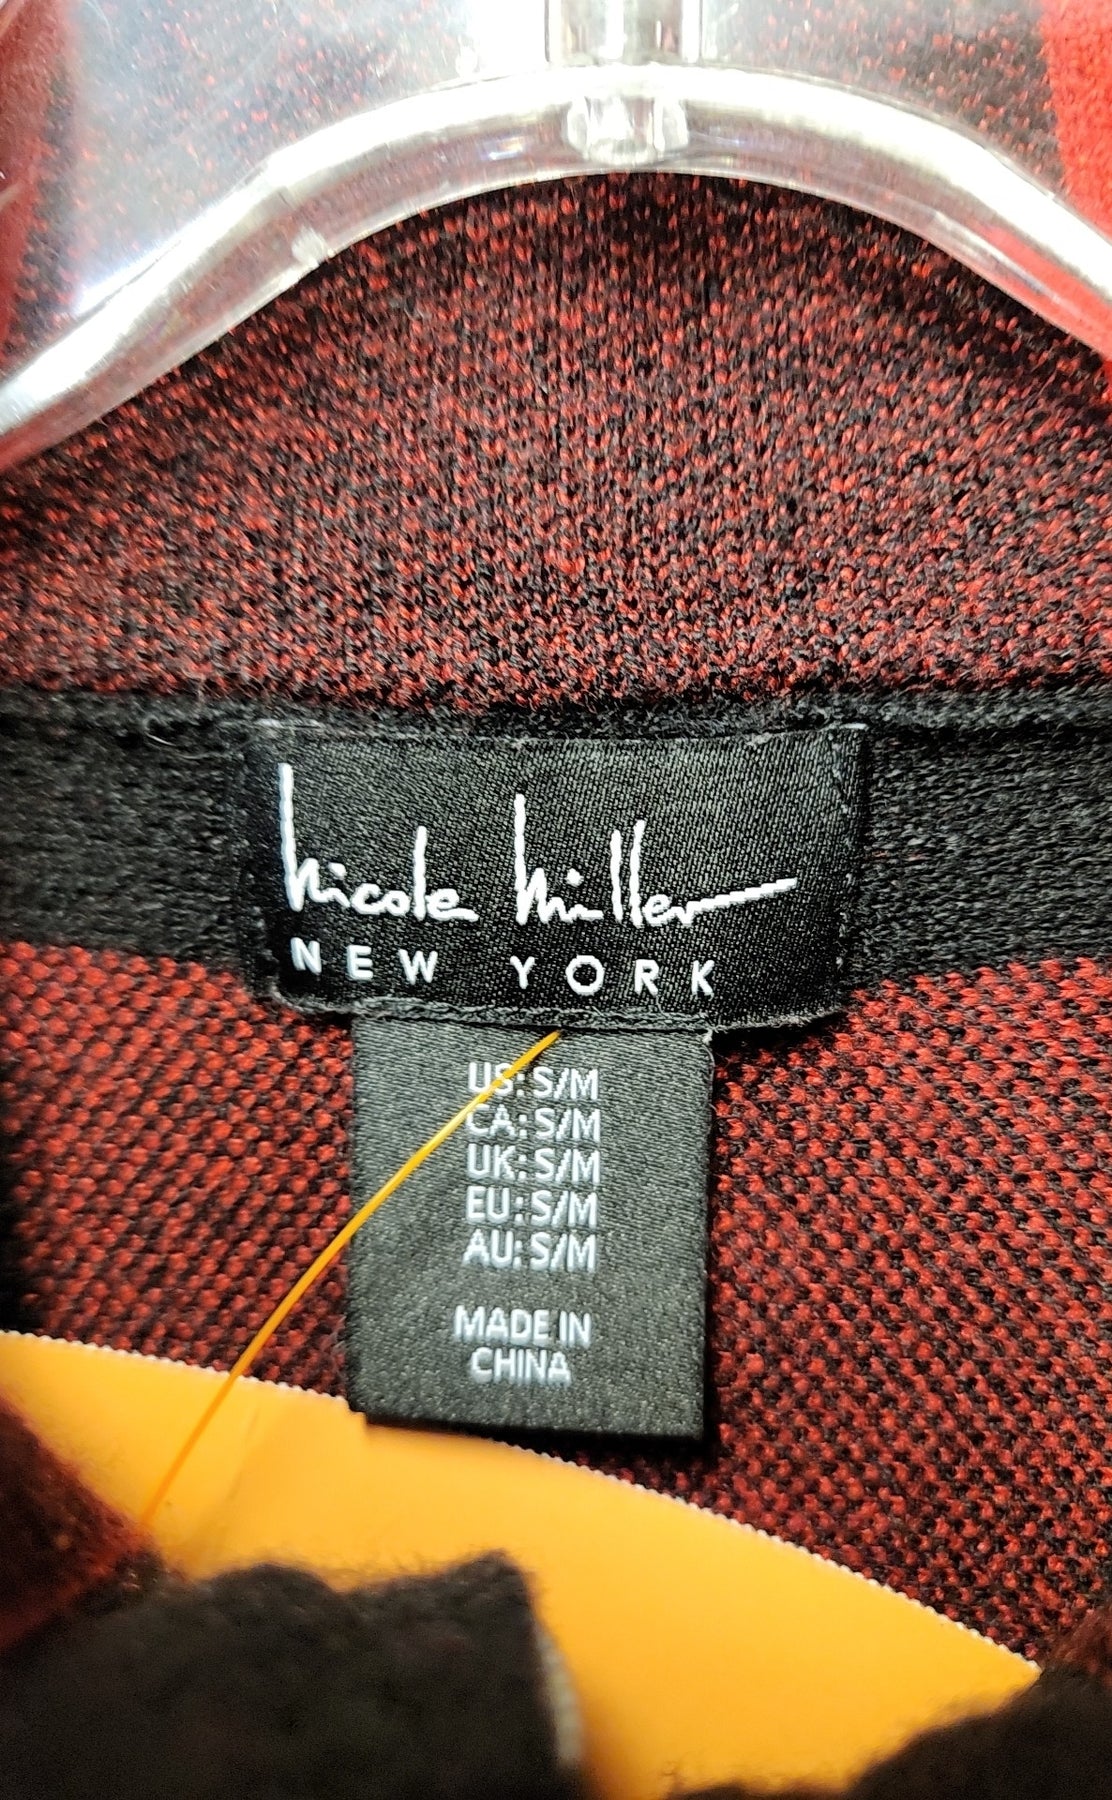 Nicole Miller
NEW YORK
US: S/M
CA: S/M
UK: S/M
EU: S/M
AU: S/M
MADE IN
CHINA